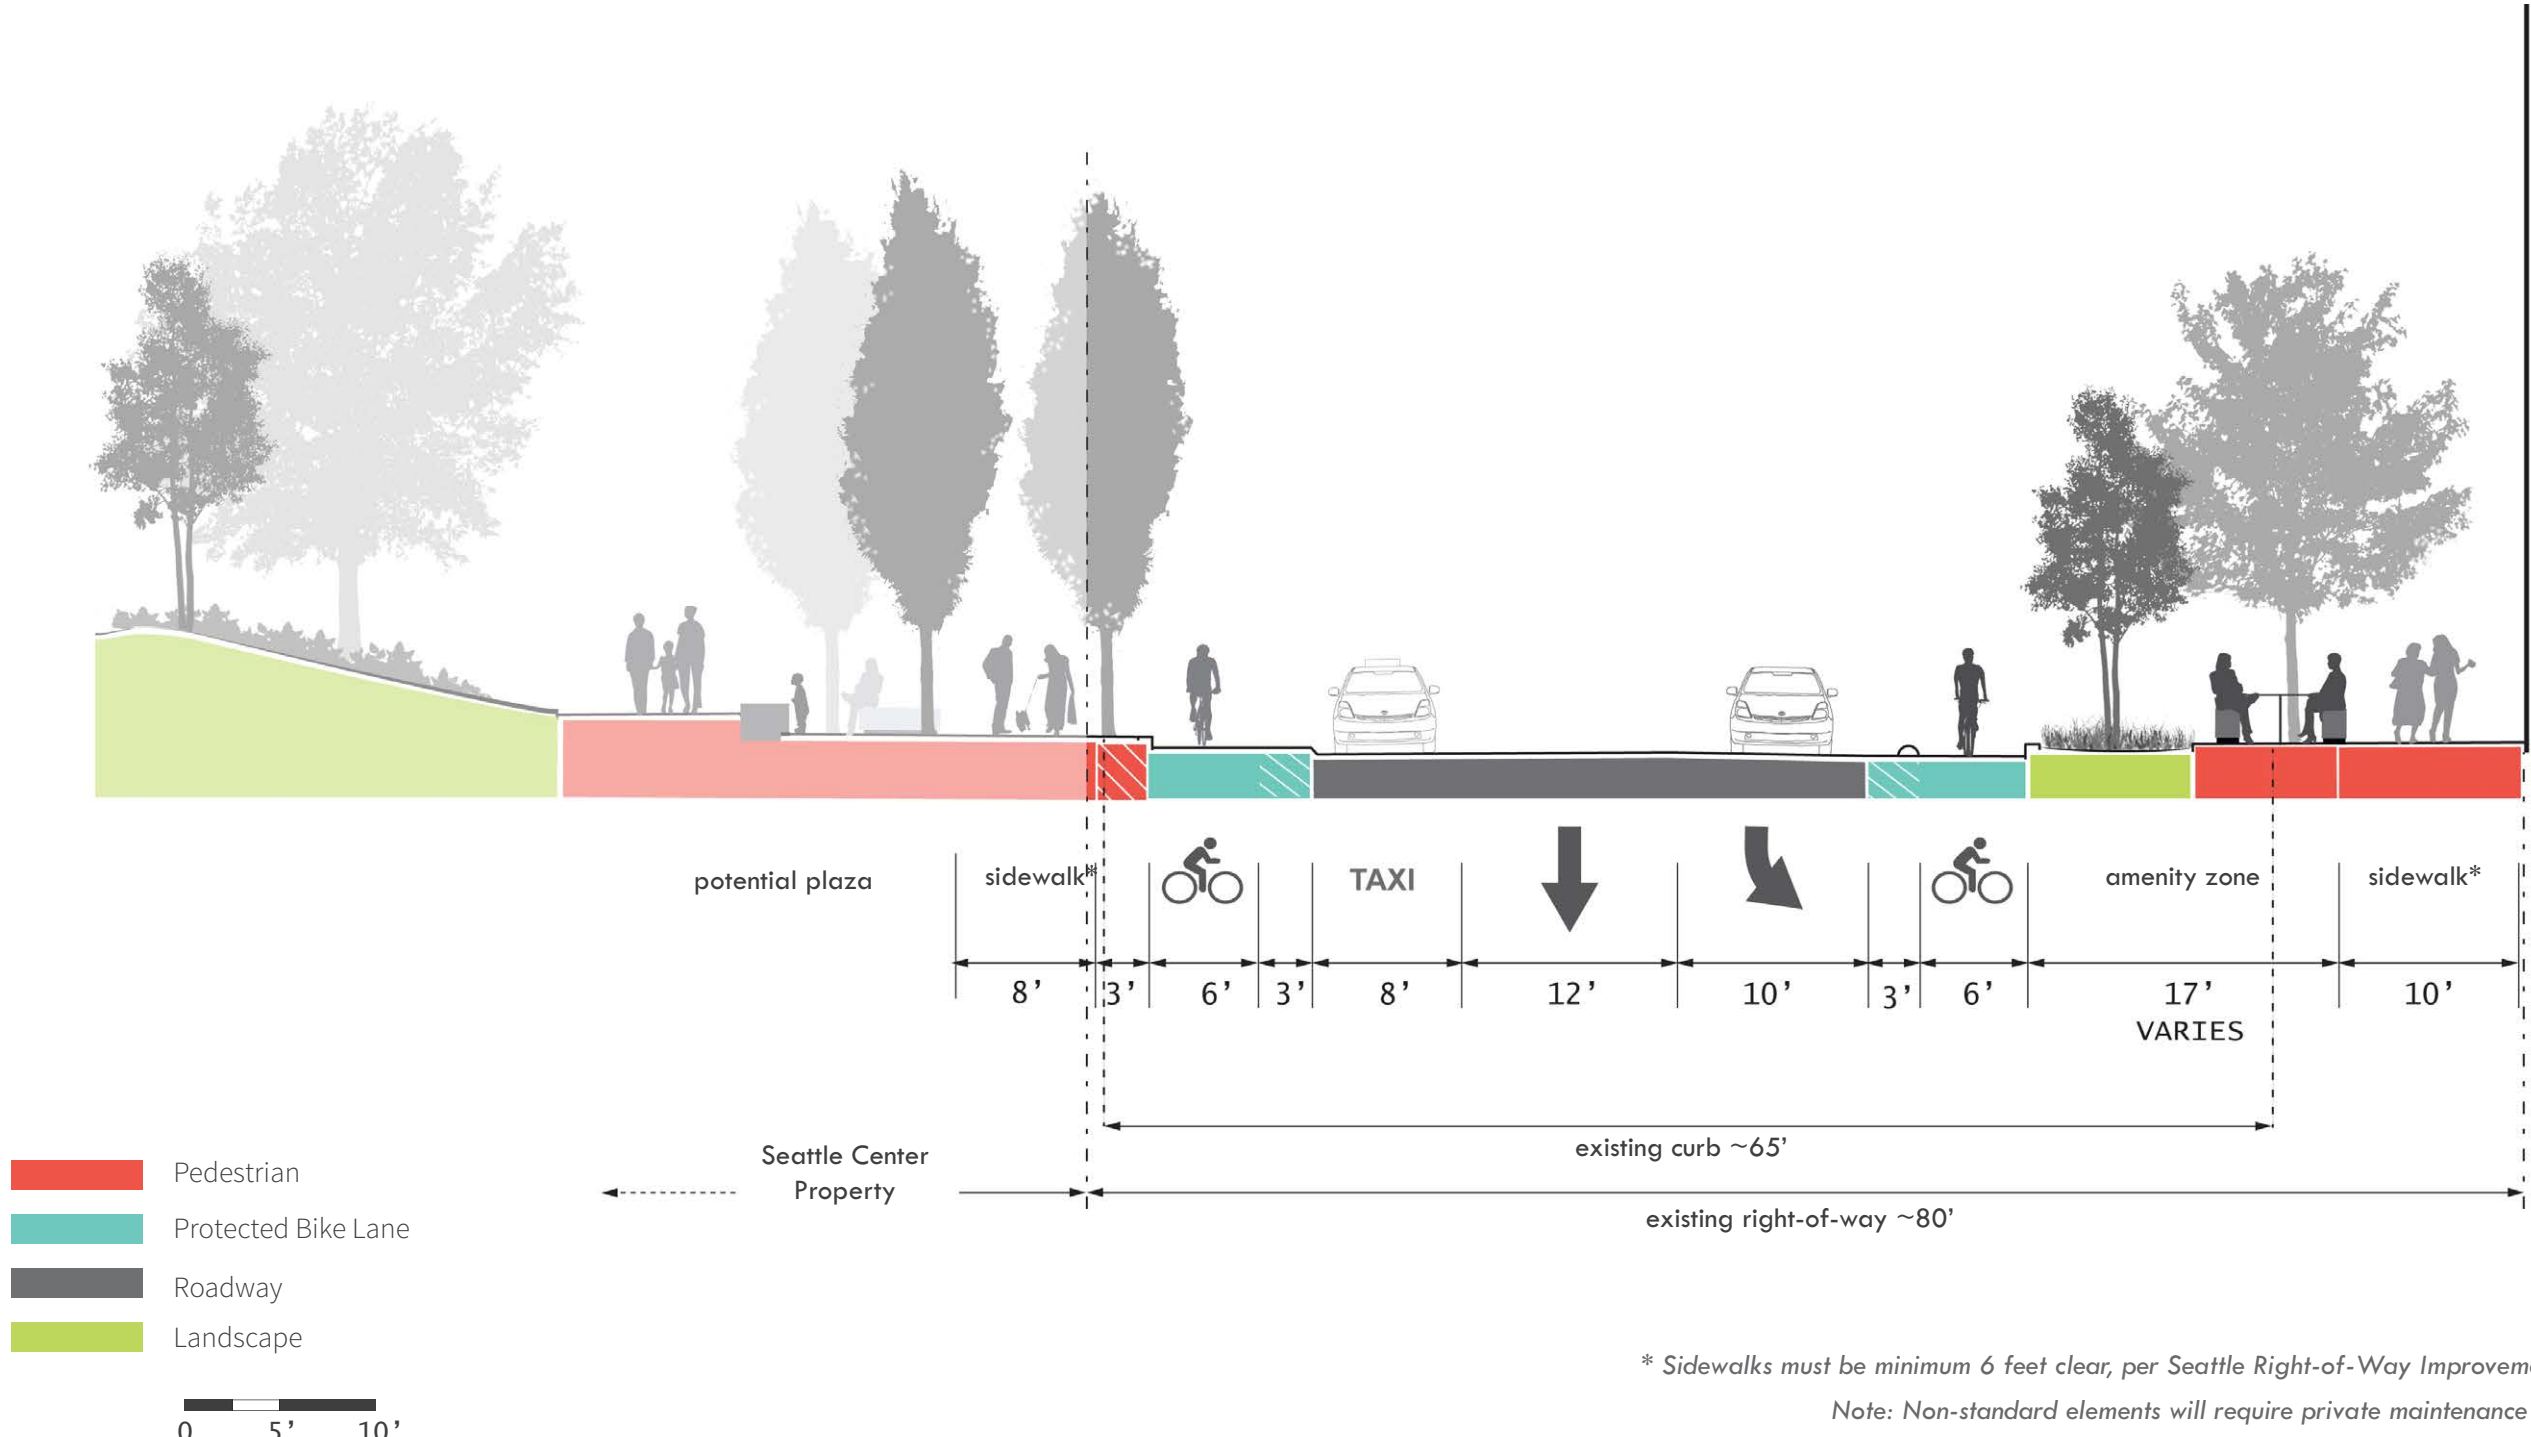 potential plaza
sidewalk*
TAXI
amenity zone
sidewalk*
8’
3’
6’
3’
8’
12’
10’
3’
6’
17’
10’
VARIES
existing curb ~65’
Seattle Center
Property
existing right-of-way ~80’
Pedestrian
Protected Bike Lane
Roadway
Landscape
0
5’
10’
* Sidewalks must be minimum 6 feet clear, per Seattle Right-of-Way
Note: Non-standard elements will require private maintenance